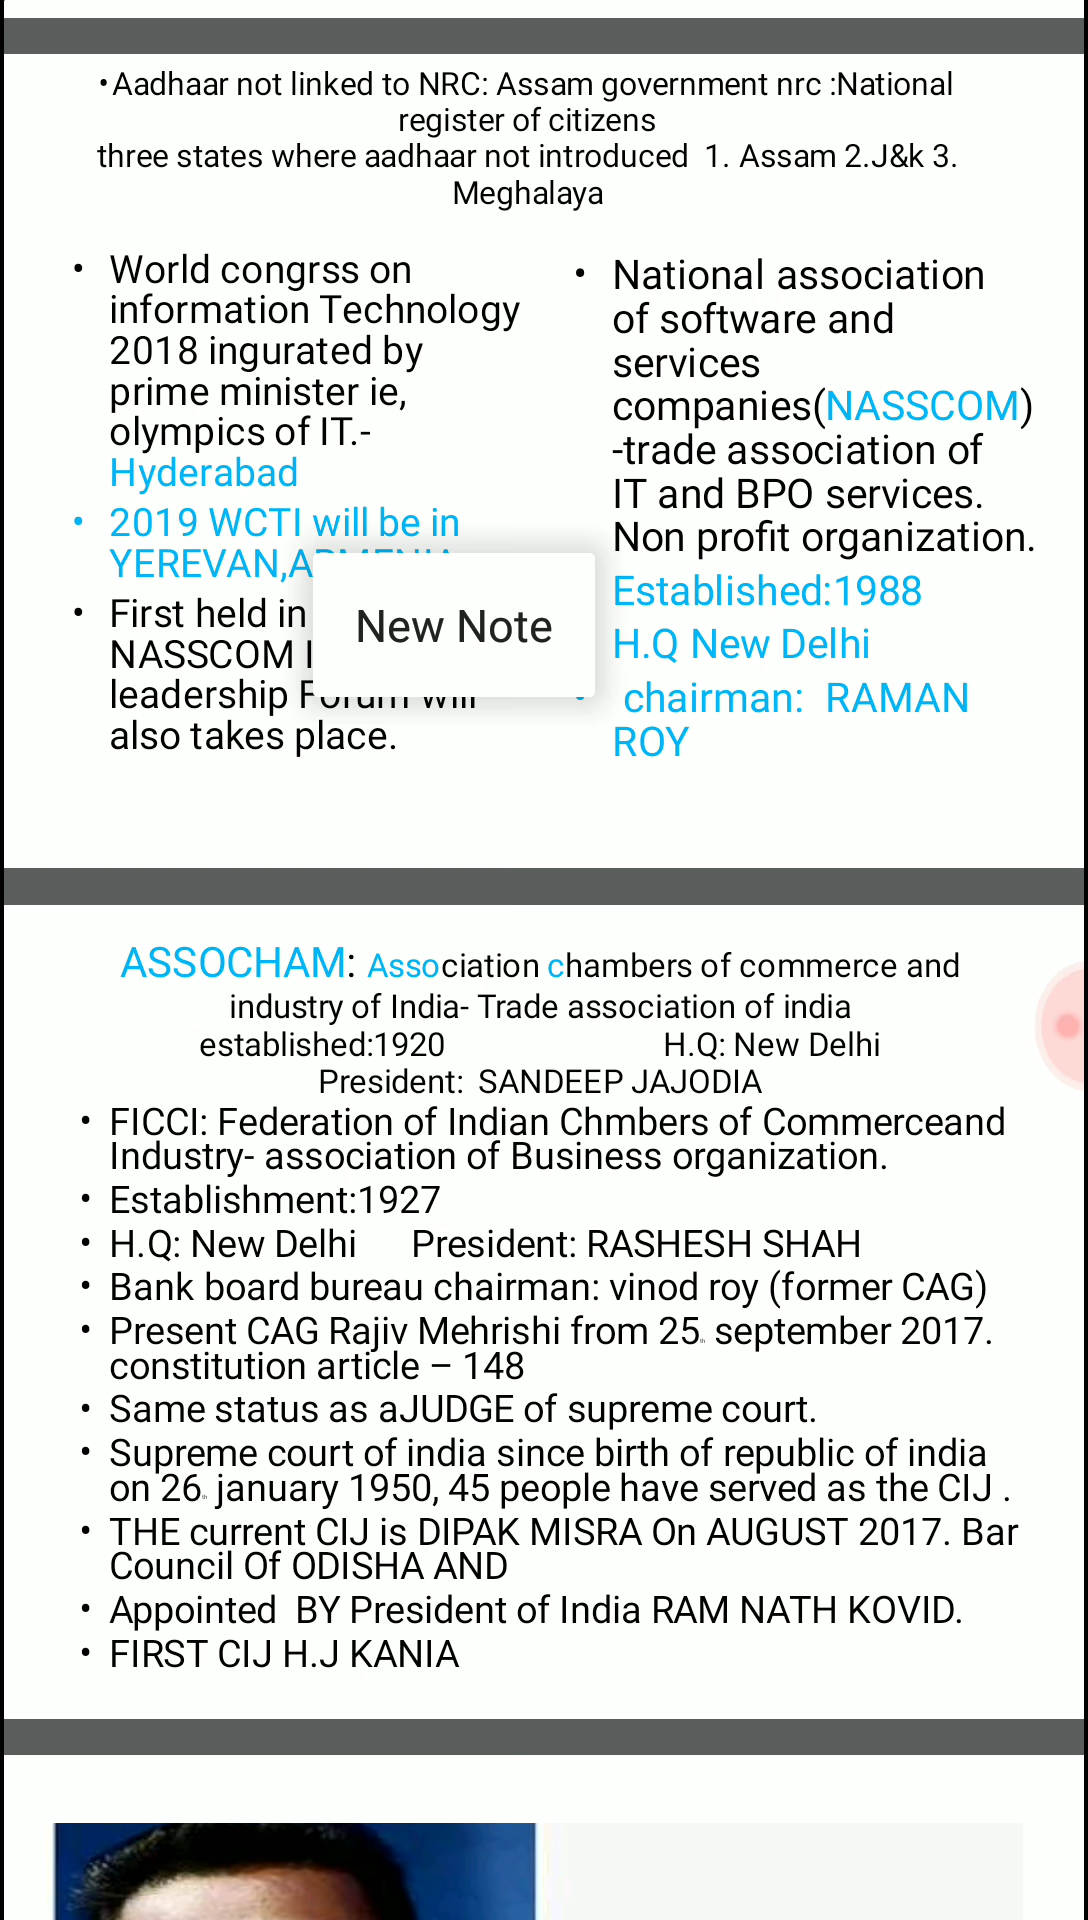 •Aadhaar not linked to NRC: Assam government nrc :National
register of citizens
three states where aadhaar not introduced 1. Assam 2.J&k 3.
Meghalaya
• World congrss on
information Technology
2018 ingurated by
prime minister ie,
olympics of IT.-
Hyderabad
• 2019 WCTI will be in
YEREVAN,ARMENIA
• First held in
NASSCOM
leadership Forum will
also takes place.
• National association
of software and
services
companies(NASSCOM)
-trade association of
IT and BPO services.
Non profit organization.
Established:1988
H.Q New Delhi
• chairman: RAMAN
ROY
New Note
ASSOCHAM: Association chambers of commerce and
industry of India- Trade association of india
established:1920 H.Q: New Delhi
President: SANDEEP JAJODIA
• FICCI: Federation of Indian Chmbers of Commerceand
Industry- association of Business organization.
• Establishment:1927
• H.Q: New Delhi President: RASHESH SHAH
• Bank board bureau chairman: vinod roy (former CAG)
• Present CAG Rajiv Mehrishi from 25th september 2017.
constitution article – 148
• Same status as aJUDGE of supreme court.
• Supreme court of india since birth of republic of india
on 26th january 1950, 45 people have served as the CIJ .
• THE current CIJ is DIPAK MISRA On AUGUST 2017. Bar
Council Of ODISHA AND
• Appointed BY President of India RAM NATH KOVID.
• FIRST CIJ H.J KANIA